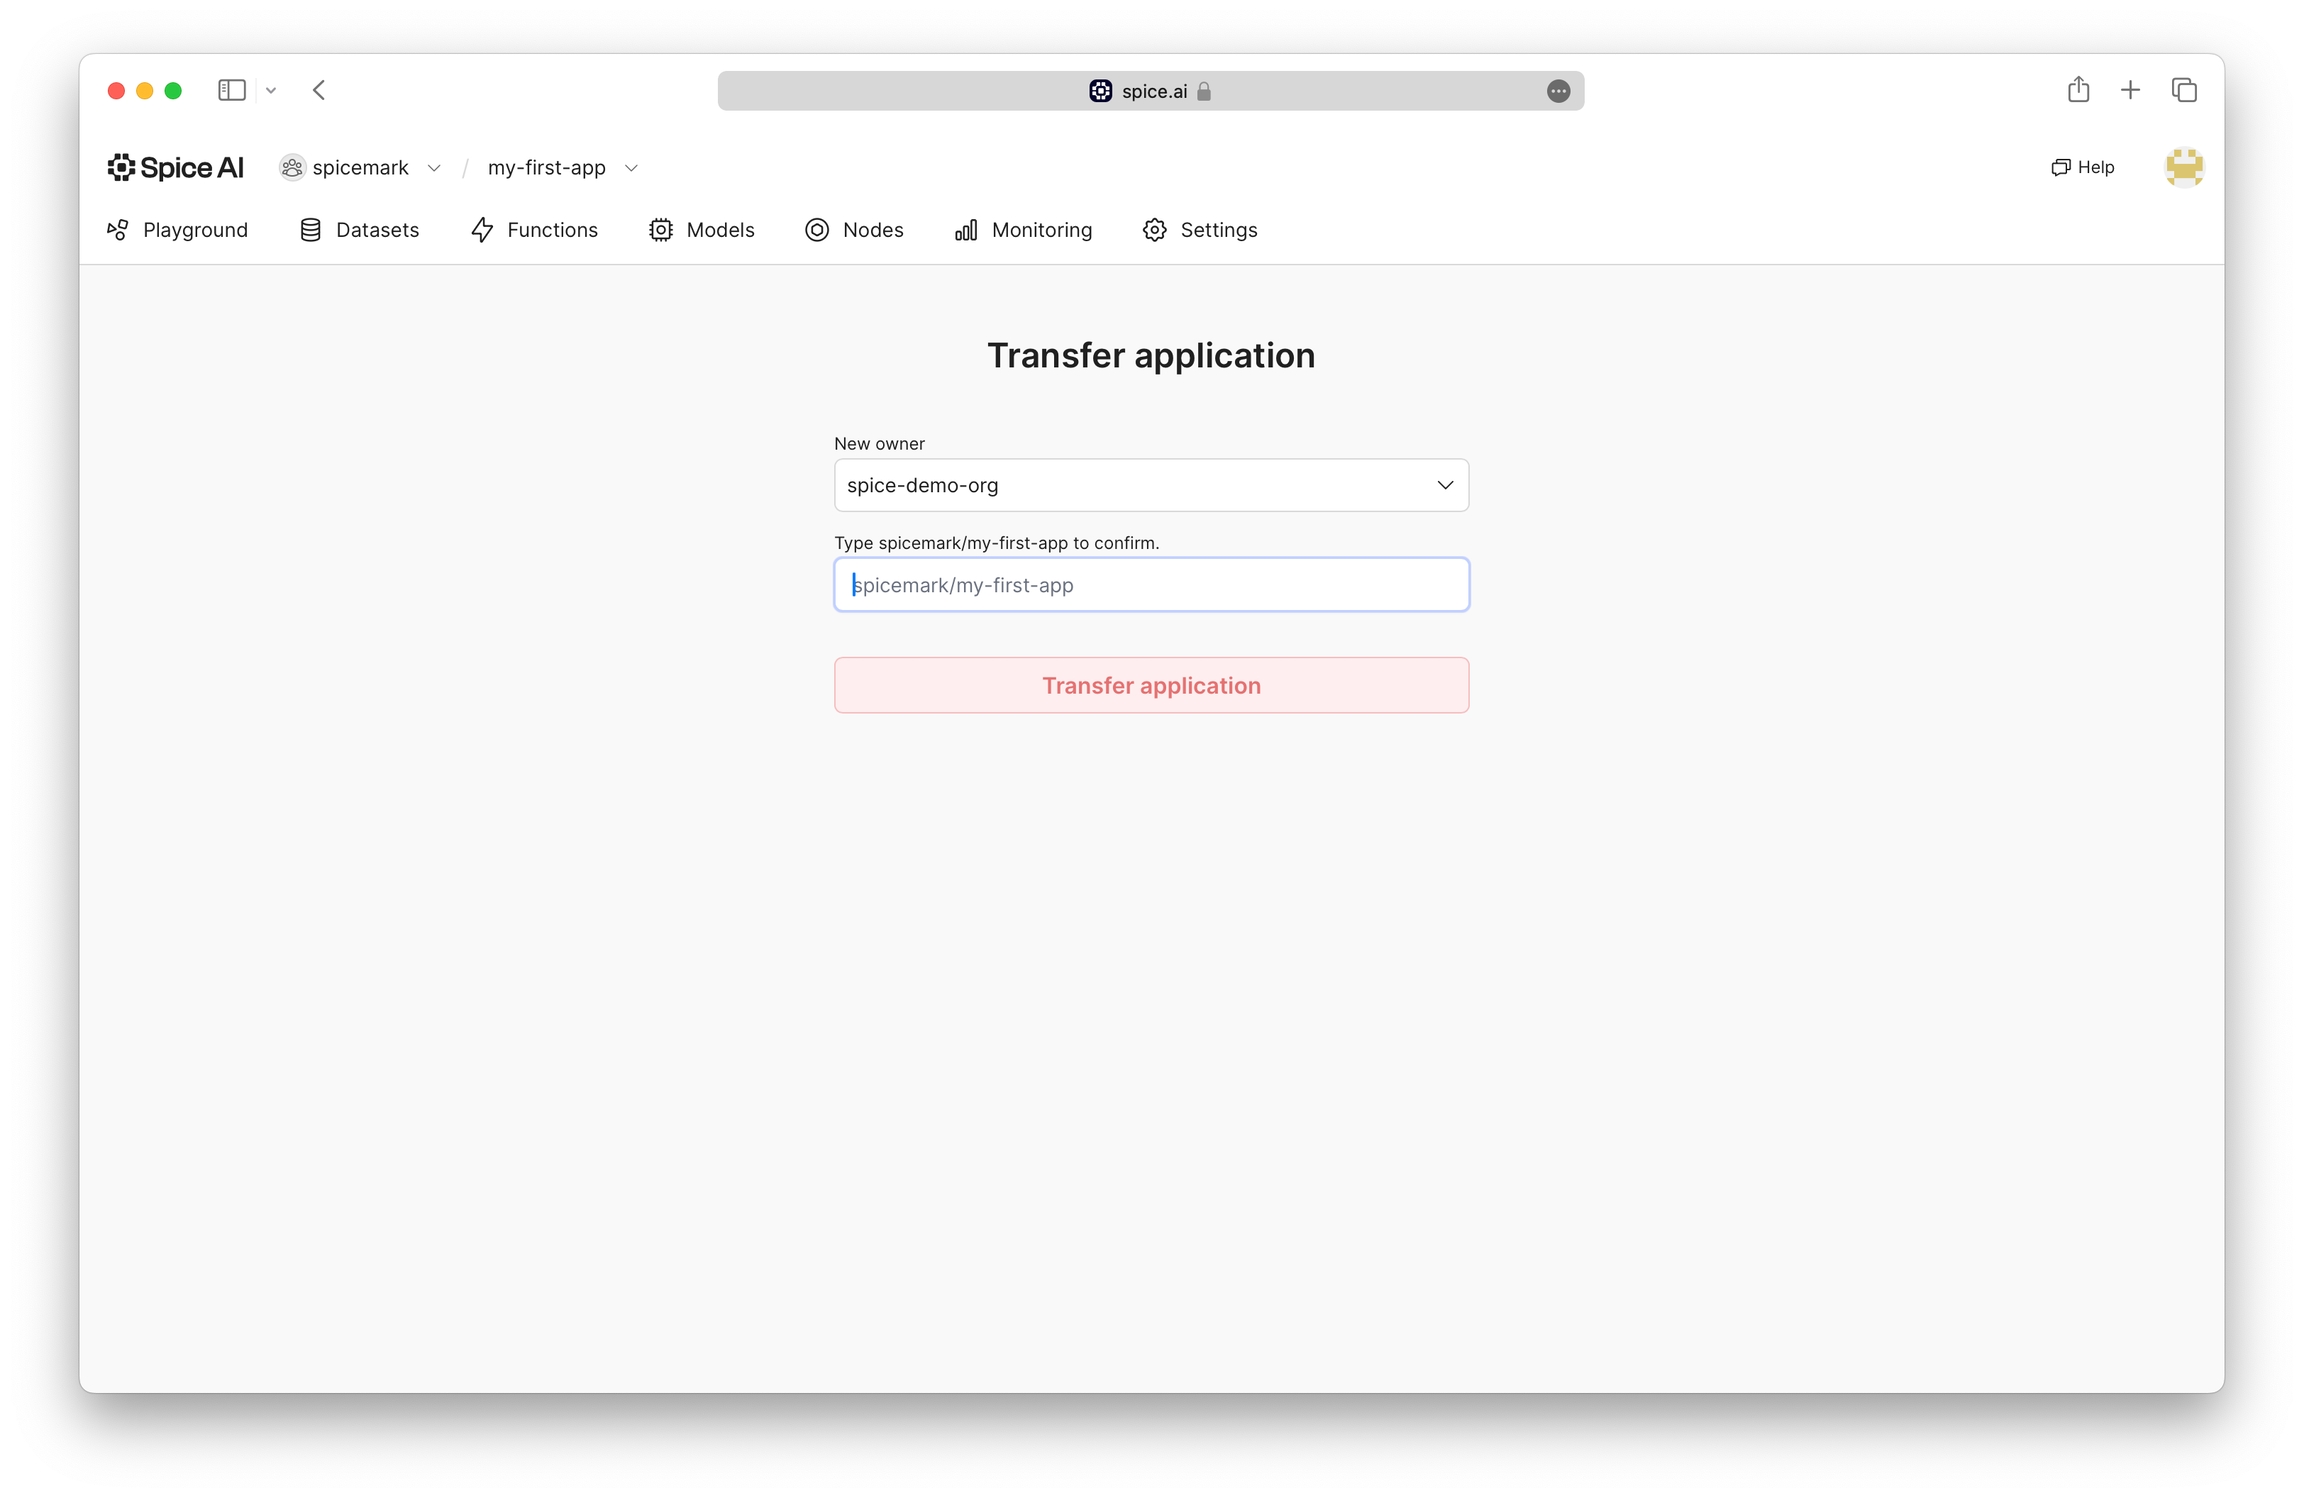 spice.ai
Spice AI spicemark / my-first-app Help
Playground Datasets Functions Models Nodes Monitoring Settings
Transfer application
New owner
spice-demo-org
Type spicemark/my-first-app to confirm.
spicemark/my-first-app
Transfer application